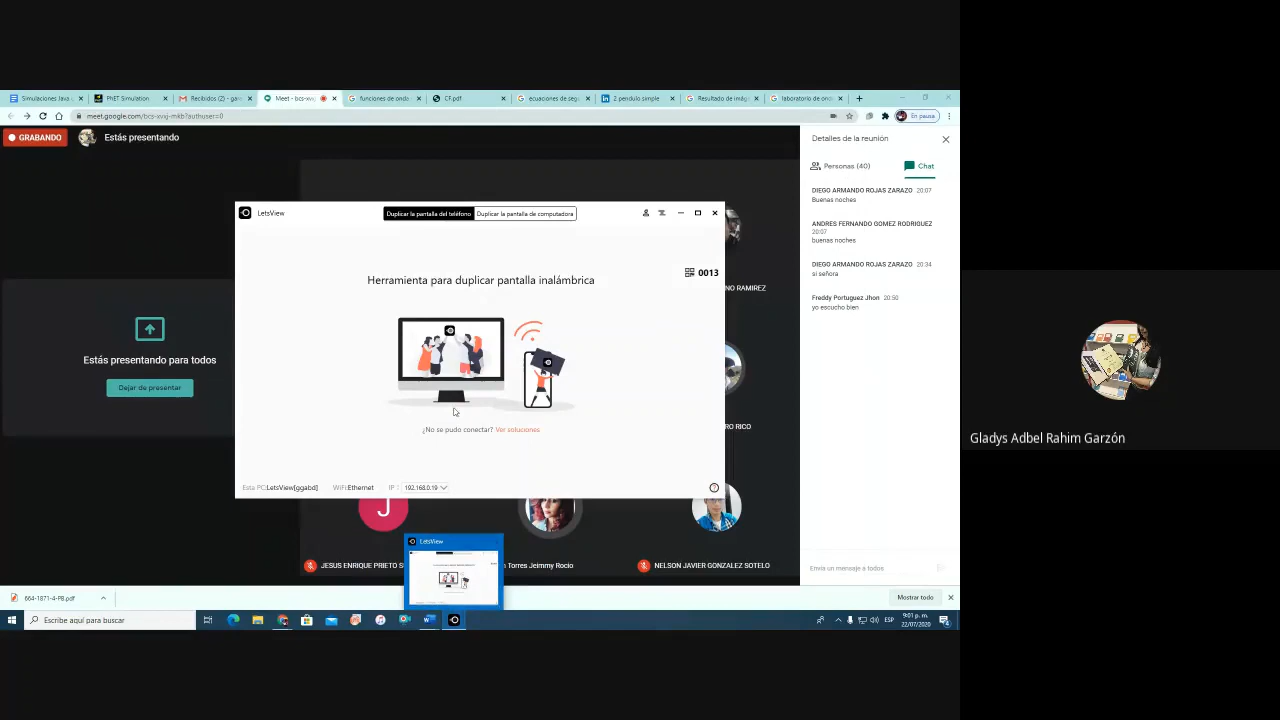 Simulaciones Java,
PhET Simulation
Recibidos (2) - ga
Meet - bcs-xvxj-mkb
funciones de onda
CF.pdf
ecuaciones de seg
2. pendulo simple
Resultado de imág
laboratorio de ond
meet.google.com/bcs-xvxj-mkb?authuser=0
En pausa
GRABANDO
Estás presentando
Detalles de la reunión
Personas (40)
Chat
DIEGO ARMANDO ROJAS ZARAZO 20:07
Buenas noches
ANDRES FERNANDO GOMEZ RODRIGUEZ
20:07
buenas noches
DIEGO ARMANDO ROJAS ZARAZO 20:34
si señora
Freddy Portuguez Jhon 20:50
yo escucho bien
LetsView
Duplicar la pantalla del teléfono
Duplicar la pantalla de computadora
0013
Herramienta para duplicar pantalla inalámbrica
¿No se pudo conectar? Ver soluciones
Esta PC:LetsView[ggabd]
WiFi:Ethernet
IP : 192.168.0.19
Estás presentando para todos
Dejar de presentar
NO RAMIREZ
RO RICO
J
JESUS ENRIQUE PRIETO S
LetsView
s Torres Jeimmy Rocio
NELSON JAVIER GONZALEZ SOTELO
Envía un mensaje a todos
664-1871-4-PB.pdf
Mostrar todo
Escribe aquí para buscar
ESP
9:01 p. m.
22/07/2020
Gladys Adbel Rahim Garzón